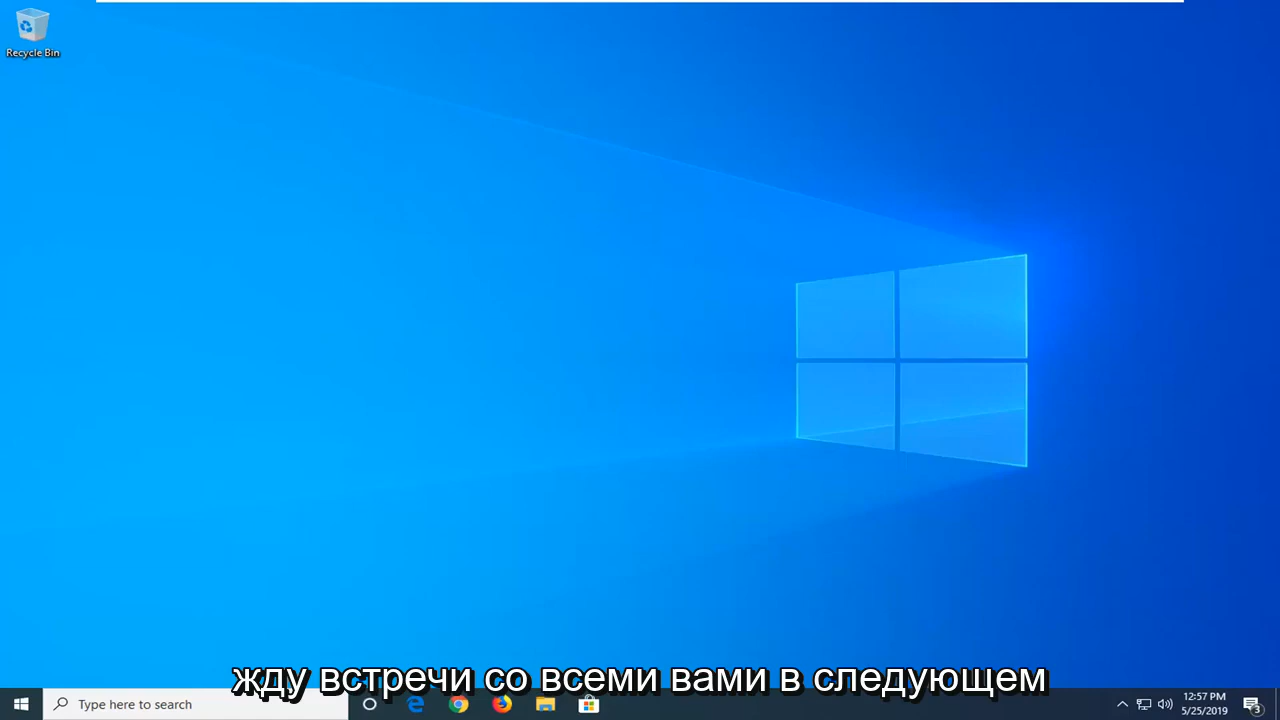 Recycle Bin
жду встречи со всеми вами в следующем
Type here to search
12:57 PM
5/25/2019
3